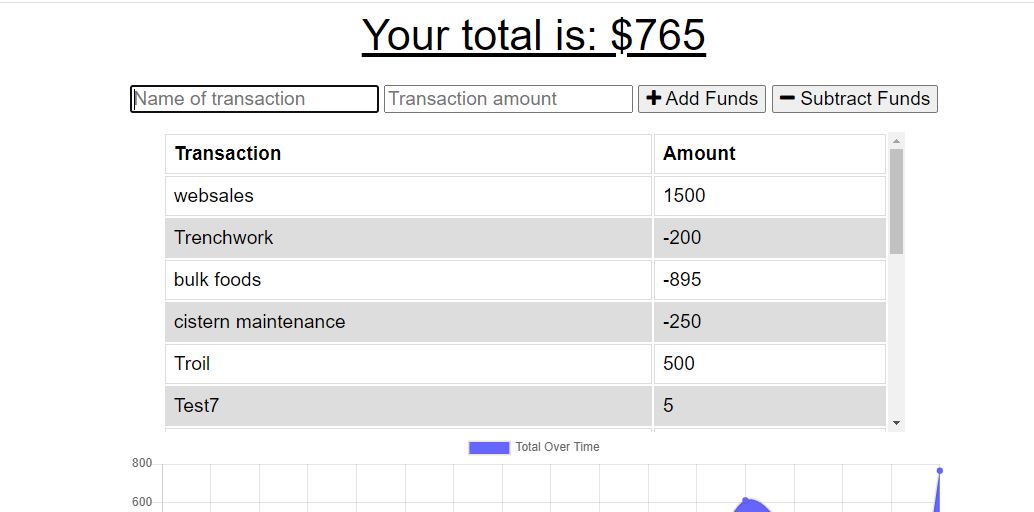 Your total is: $765
Name of transaction Transaction amount Add Funds Subtract Funds
Transaction Amount
websales 1500
Trenchwork -200
bulk foods -895
cistern maintenance -250
Troil 500
Test7 5
Total Over Time
800
600